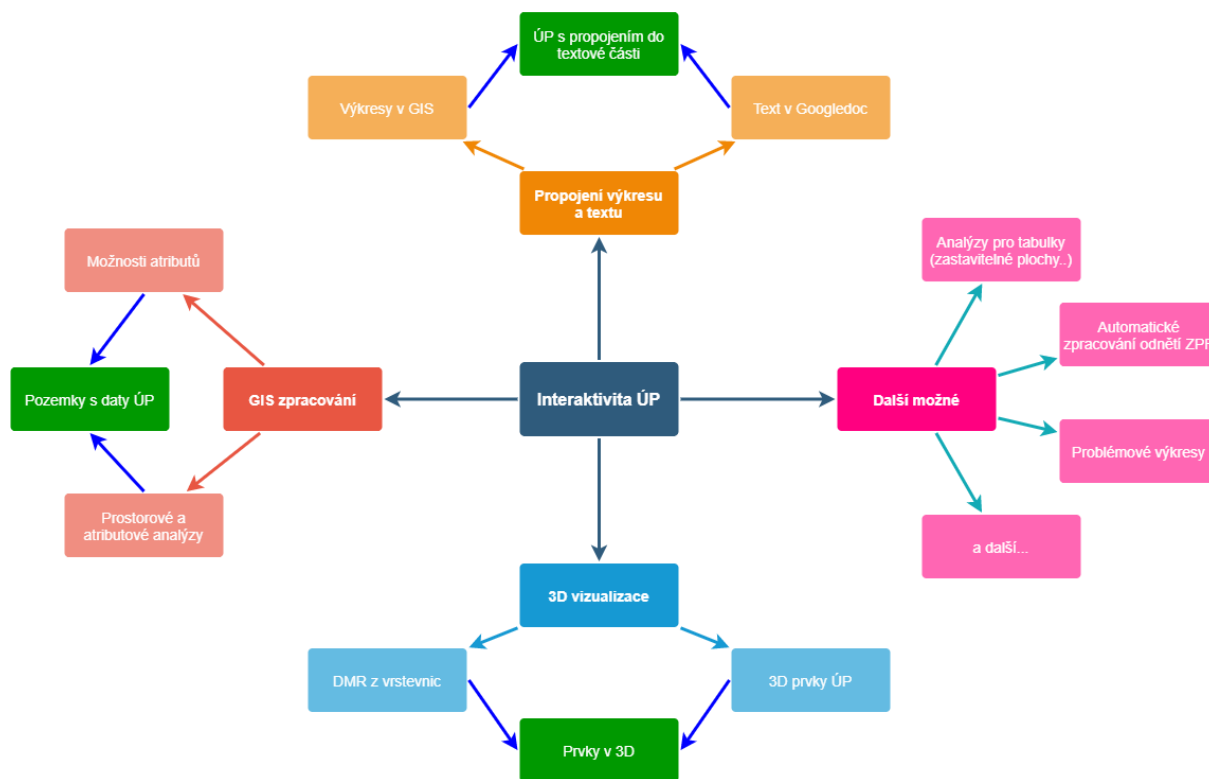 ÚP s propojením do
textové části
Výkresy v GIS
Text v Googledoc
Propojení výkresu
a textu
Možnosti atributů
Analýzy pro tabulky
(zastavitelné plochy..)
Automatické
zpracování odnětí ZPF
Pozemky s daty ÚP
GIS zpracování
Interaktivita ÚP
Další možné
Problémové výkresy
Prostorové a
atributové analýzy
a další...
3D vizualizace
DMR z vrstevnic
3D prvky ÚP
Prvky v 3D